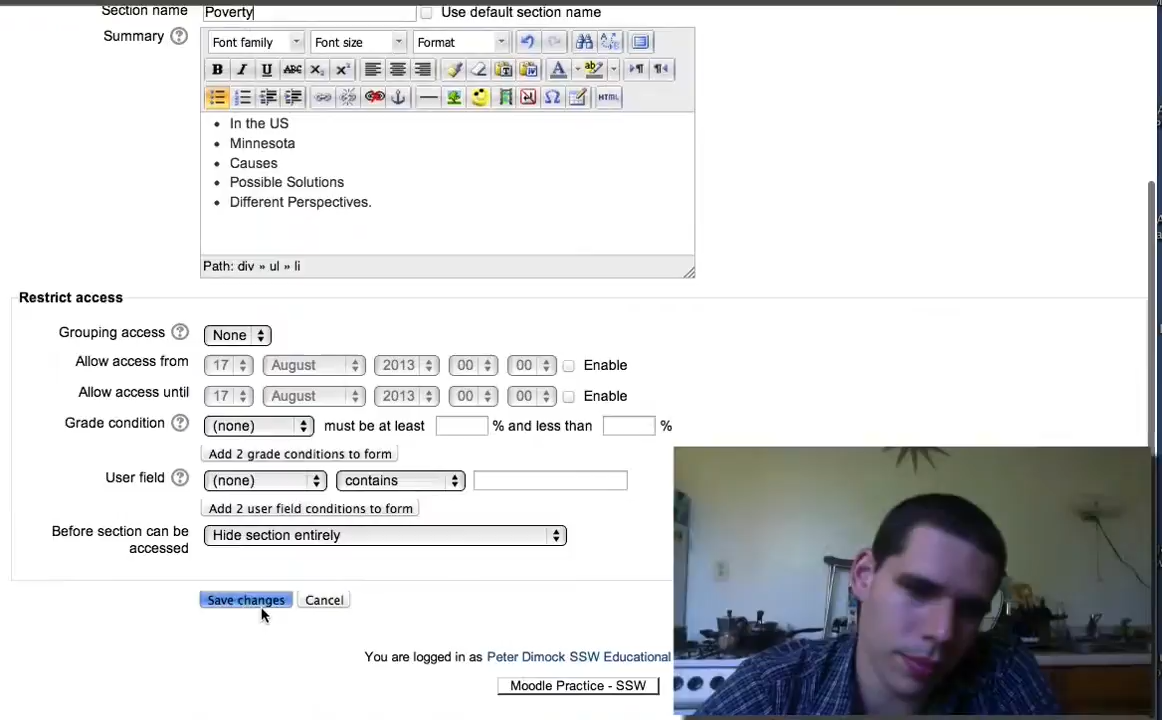 Section name Poverty Use default section name
Summary Font family Font size Format
B I U ABC X2 X2 A ab
HTML
In the US
Minnesota
Causes
Possible Solutions
Different Perspectives.
Path: div » ul » li
Restrict access
Grouping access None
Allow access from 17 August 2013 00 00 Enable
Allow access until 17 August 2013 00 00 Enable
Grade condition (none) must be at least % and less than %
Add 2 grade conditions to form
User field (none) contains
Add 2 user field conditions to form
Before section can be
accessed
Hide section entirely
Save changes Cancel
You are logged in as Peter Dimock SSW Educational
Moodle Practice - SSW